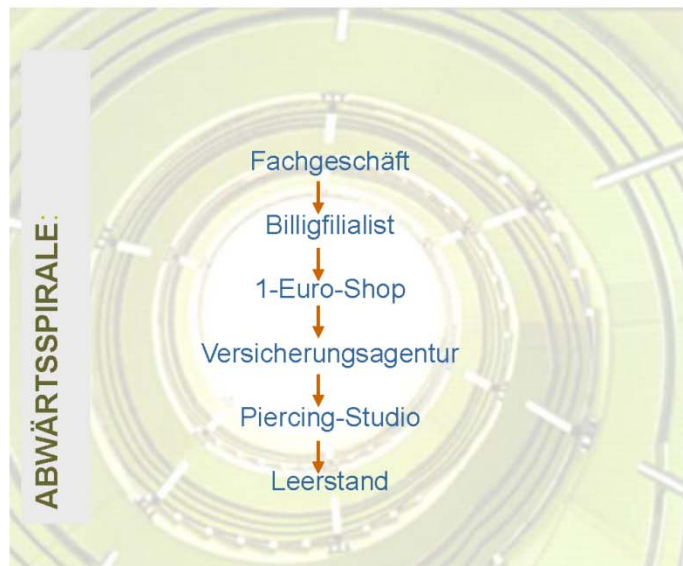 ABWÄRTSSPIRALE:
Fachgeschäft
Billigfilialist
1-Euro-Shop
Versicherungsagentur
Piercing-Studio
Leerstand